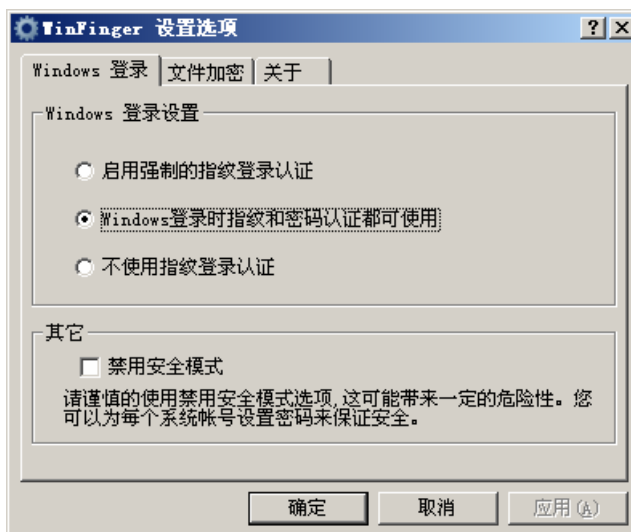 WinFinger 设置选项
Windows 登录
文件加密
关于
Windows 登录设置
启用强制的指纹登录认证
Windows登录时指纹和密码认证都可使用
不使用指纹登录认证
其它
禁用安全模式
请谨慎的使用禁用安全模式选项,这可能带来一定的危险性。您
可以为每个系统帐号设置密码来保证安全。
确定
取消
应用(A)